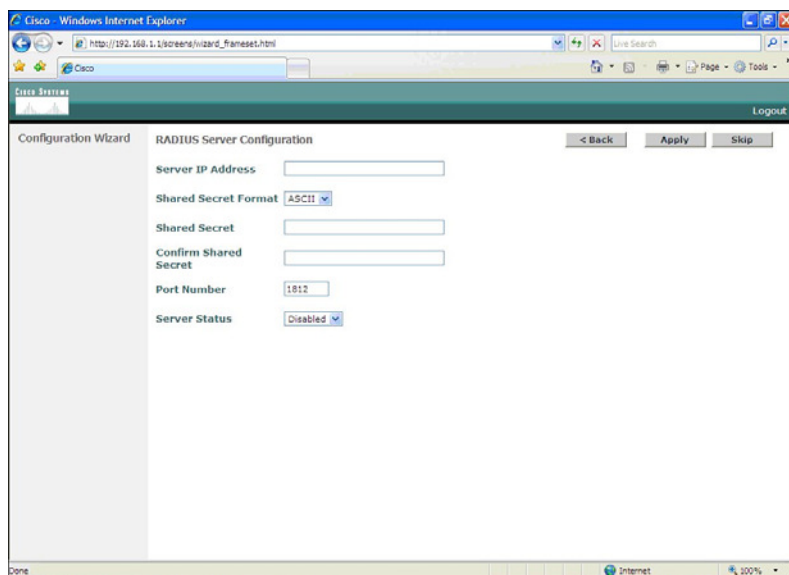 Cisco - Windows Internet Explorer
http://192.168.1.1/screens/wizard_frameset.html
Live Search
Cisco
Page
Tools
CISCO SYSTEMS
Logout
Configuration Wizard
RADIUS Server Configuration
< Back
Apply
Skip
Server IP Address
Shared Secret Format
ASCII
Shared Secret
Confirm Shared
Secret
Port Number
1812
Server Status
Disabled
Done
Internet
100%